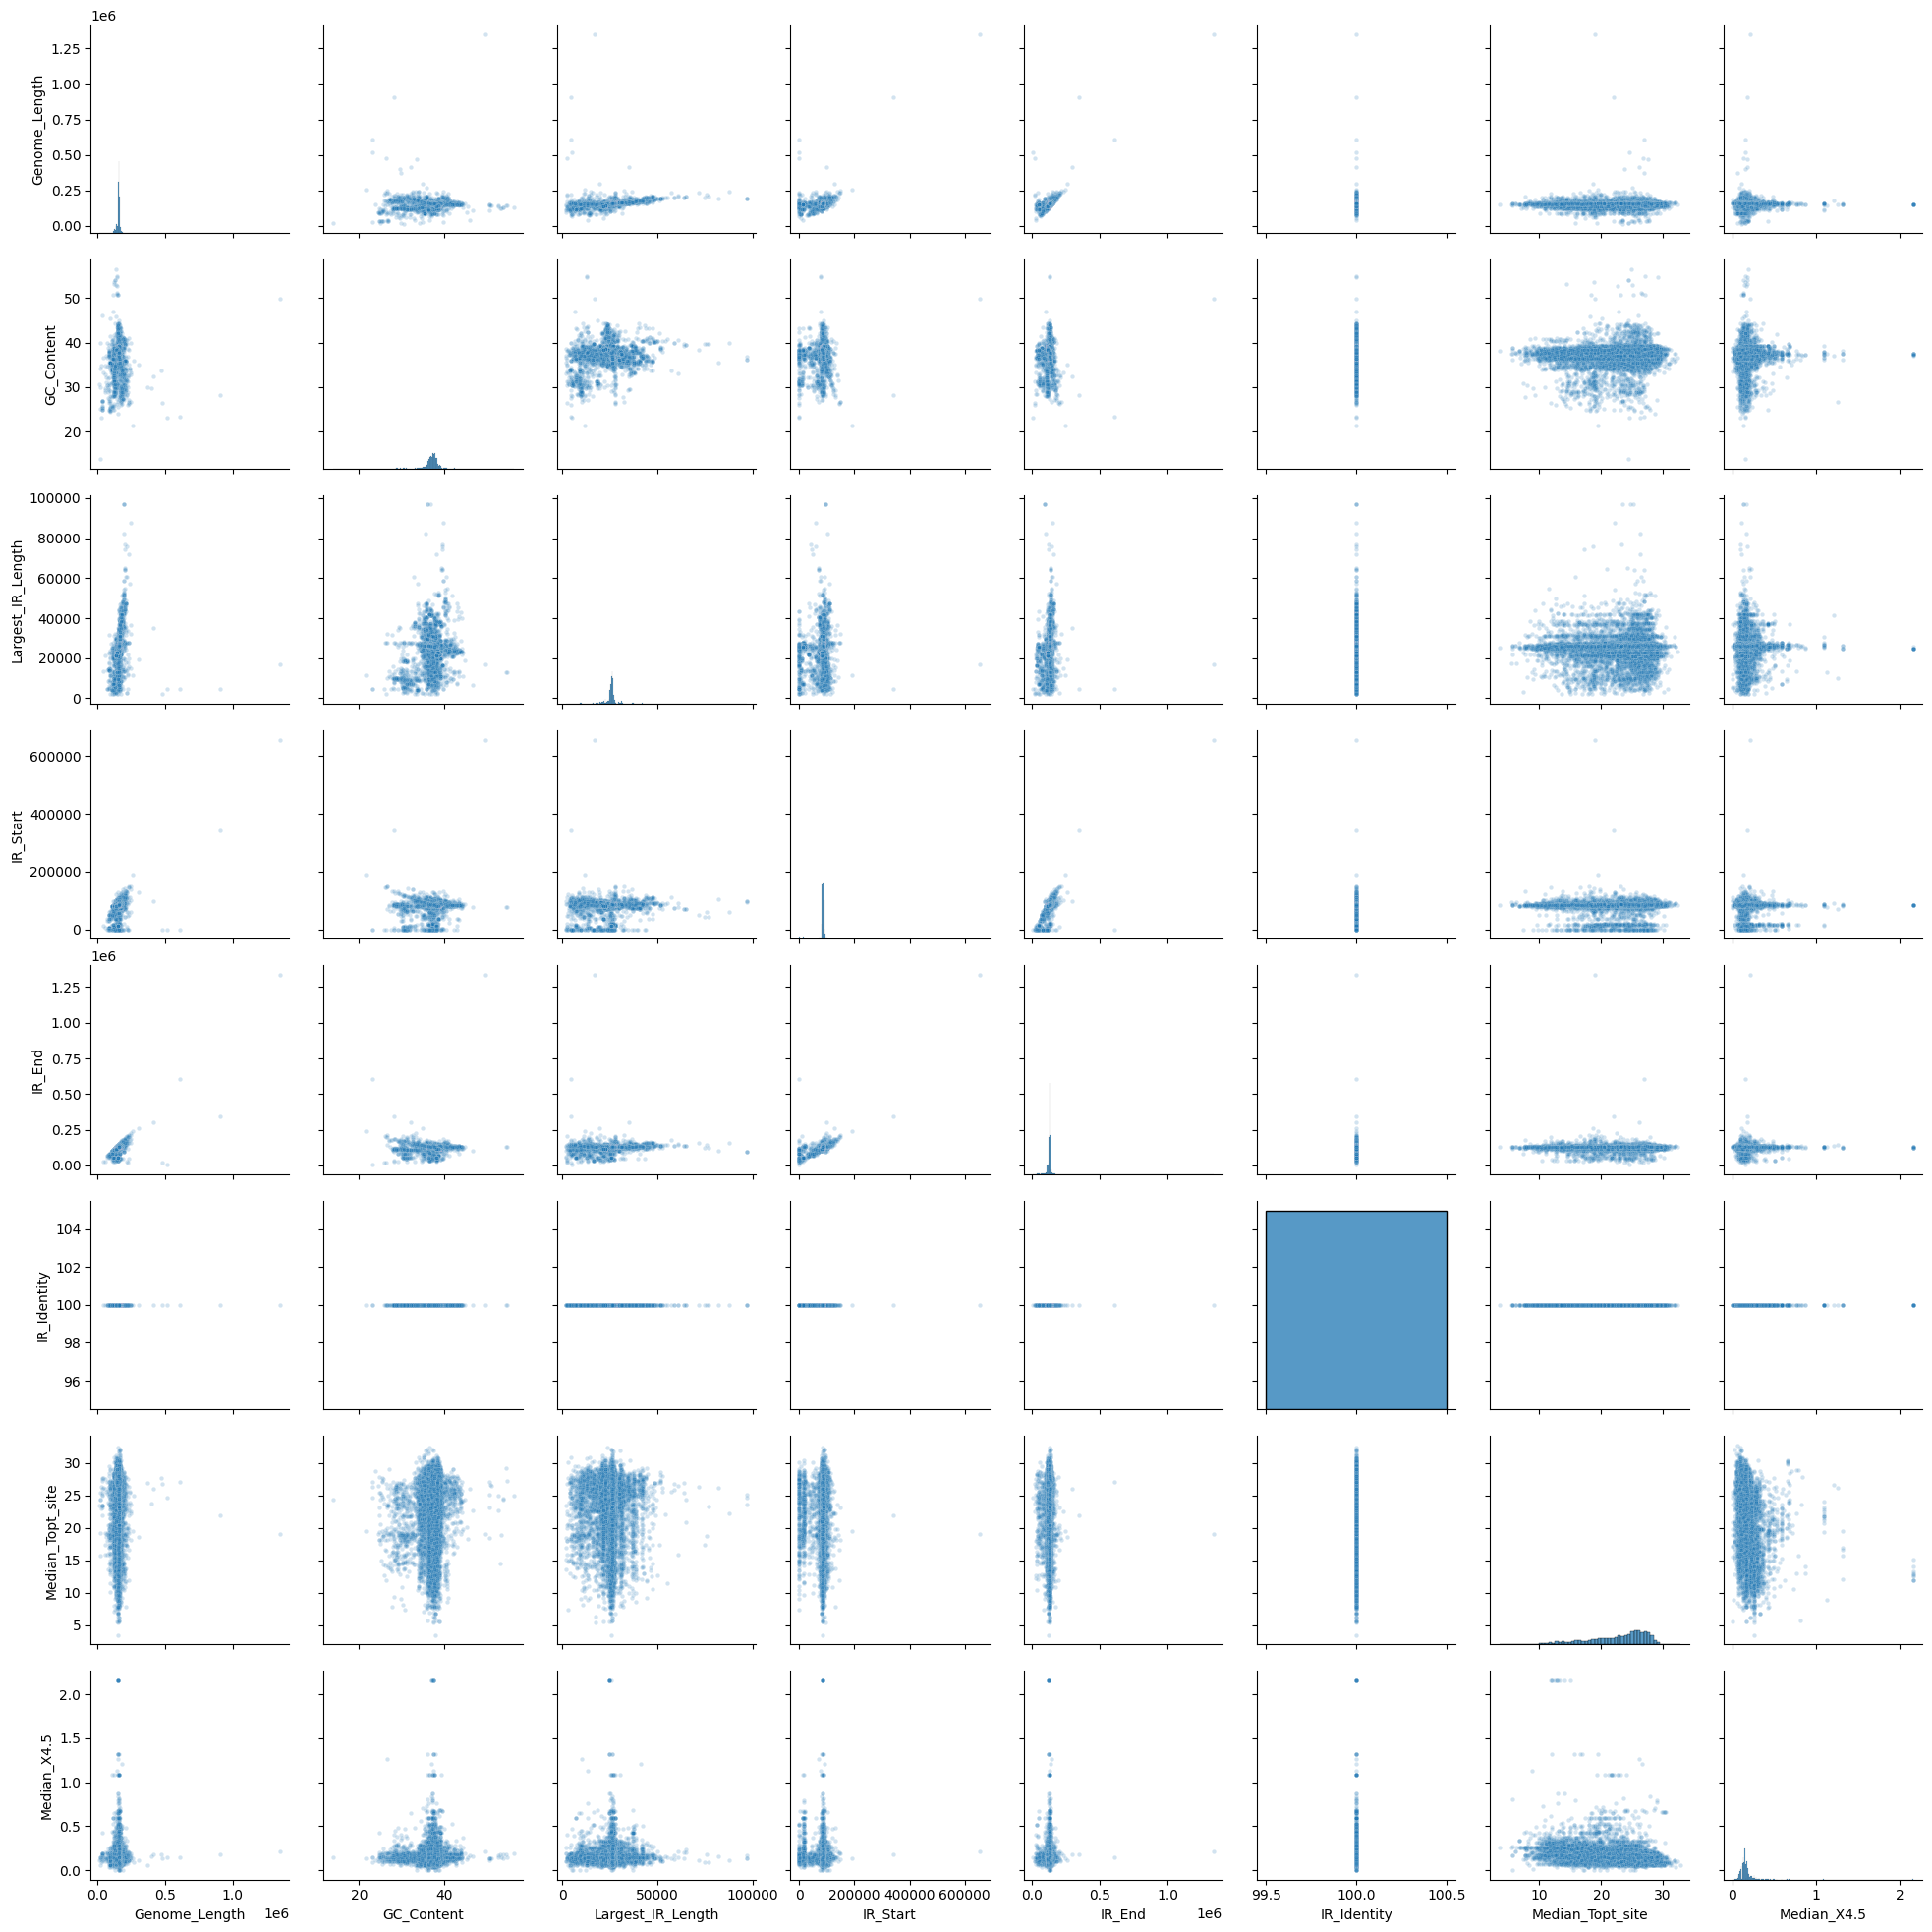 1e6
1.25
1.00
0.75
0.50
0.25
0.00
Genome_Length
50
40
30
20
GC_Content
100000
80000
60000
40000
20000
0
Largest_IR_Length
600000
400000
200000
0
IR_Start
1e6
1.25
1.00
0.75
0.50
0.25
0.00
IR_End
104
102
100
98
96
IR_Identity
30
25
20
15
10
5
Median_Topt_site
2.0
1.5
1.0
0.5
0.0
Median_X4.5
0.0 0.5 1.0
Genome_Length 1e6
20 40
GC_Content
0 50000 100000
Largest_IR_Length
0 200000 400000 600000
IR_Start
0.0 0.5 1.0
IR_End 1e6
99.5 100.0 100.5
IR_Identity
10 20 30
Median_Topt_site
0 1 2
Median_X4.5